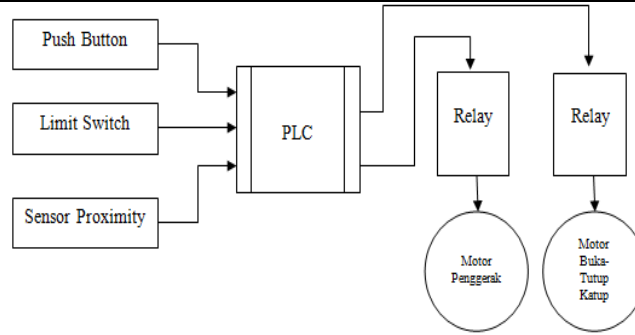 Push Button
Limit Switch
Sensor Proximity
PLC
Relay
Relay
Motor
Penggerak
Motor
Buka-
Tutup
Katup